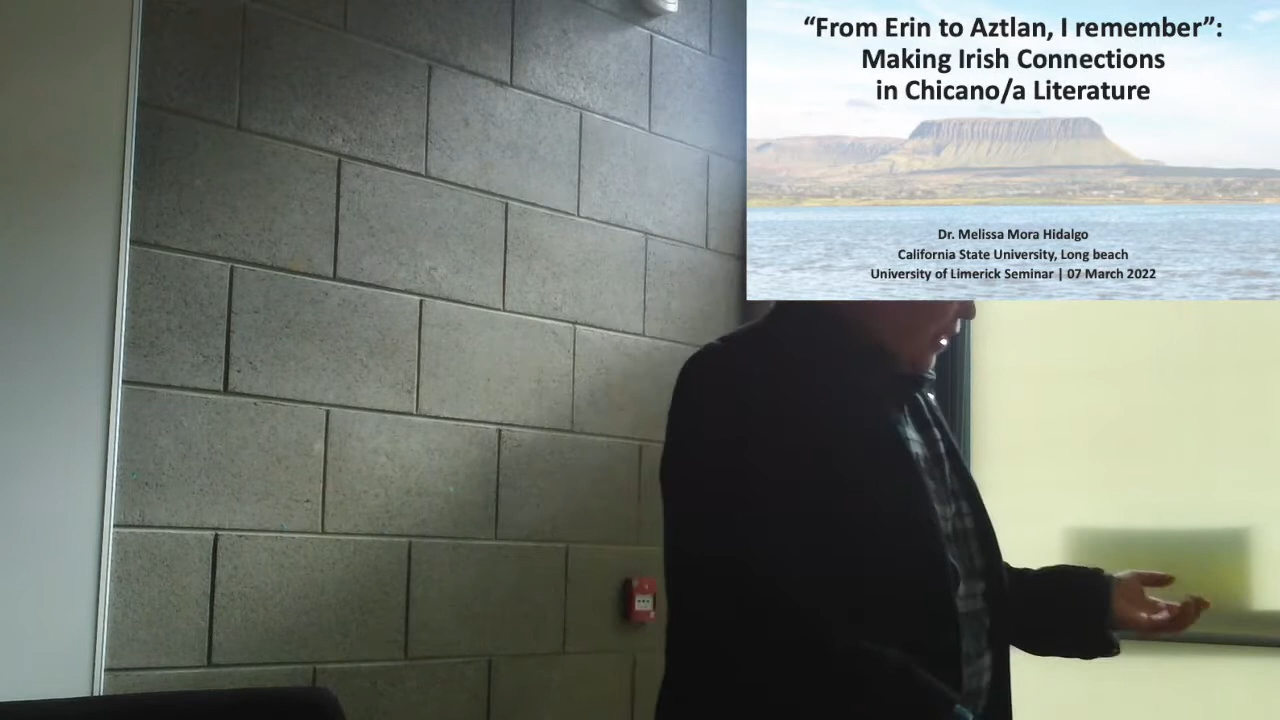 “From Erin to Aztlan, I remember”:
Making Irish Connections
in Chicano/a Literature
Dr. Melissa Mora Hidalgo
California State University, Long beach
University of Limerick Seminar | 07 March 2022